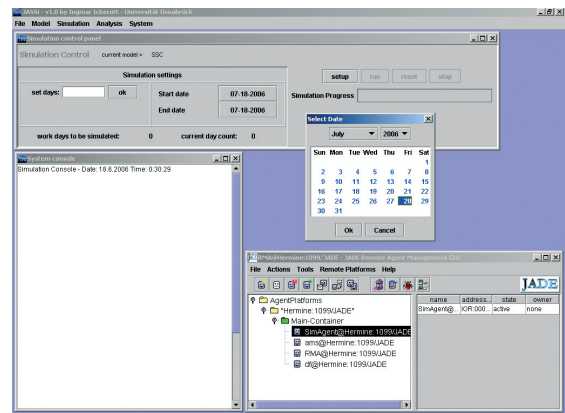 JASSi - v1.0 by Ingmar Ickerott - Universität Osnabrück
File Model Simulation Analysis System
Simulation control panel
Simulation Control current model > SSC
Simulation settings
set days: ok
Start date 07-18-2006
End date 07-18-2006
work days to be simulated: 0 current day count: 0
setup run reset stop
Simulation Progress
Select Date
July 2006
Sun Mon Tue Wed Thu Fri Sat
1
2 3 4 5 6 7 8
9 10 11 12 13 14 15
16 17 18 19 20 21 22
23 24 25 26 27 28 29
30 31
Ok Cancel
System console
Simulation Console - Date: 18.6.2006 Time: 0:30:29
RMA@Hermine:1099/JADE - JADE Remote Agent Management GUI
File Actions Tools Remote Platforms Help
JADE
AgentPlatforms
"Hermine:1099/JADE"
Main-Container
SimAgent@Hermine:1099/JADE
ams@Hermine:1099/JADE
RMA@Hermine:1099/JADE
df@Hermine:1099/JADE
name address... state owner
SimAgent@... IOR:000... active none